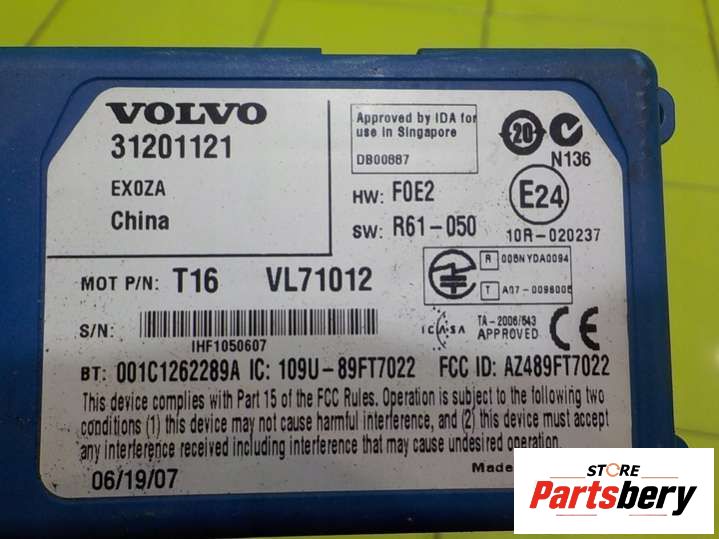 VOLVO
31201121
EX0ZA
China
Approved by IDA for
use in Singapore
DB00887
20
N136
HW: F0E2
SW: R61-050
E24
10R-020237
MOT P/N: T16 VL71012
R 006NYDA0094
T A07-0098006
S/N:
IHF1050607
ICASA
TA-2006/643
APPROVED
CE
BT: 001C1262289A IC: 109U-89FT7022 FCC ID: AZ489FT7022
This device complies with Part 15 of the FCC Rules. Operation is subject to the following two
conditions (1) this device may not cause harmful interference, and (2) this device must accept
any interference received including interference that may cause undesired operation.
06/19/07
Made
STORE
Partsbery